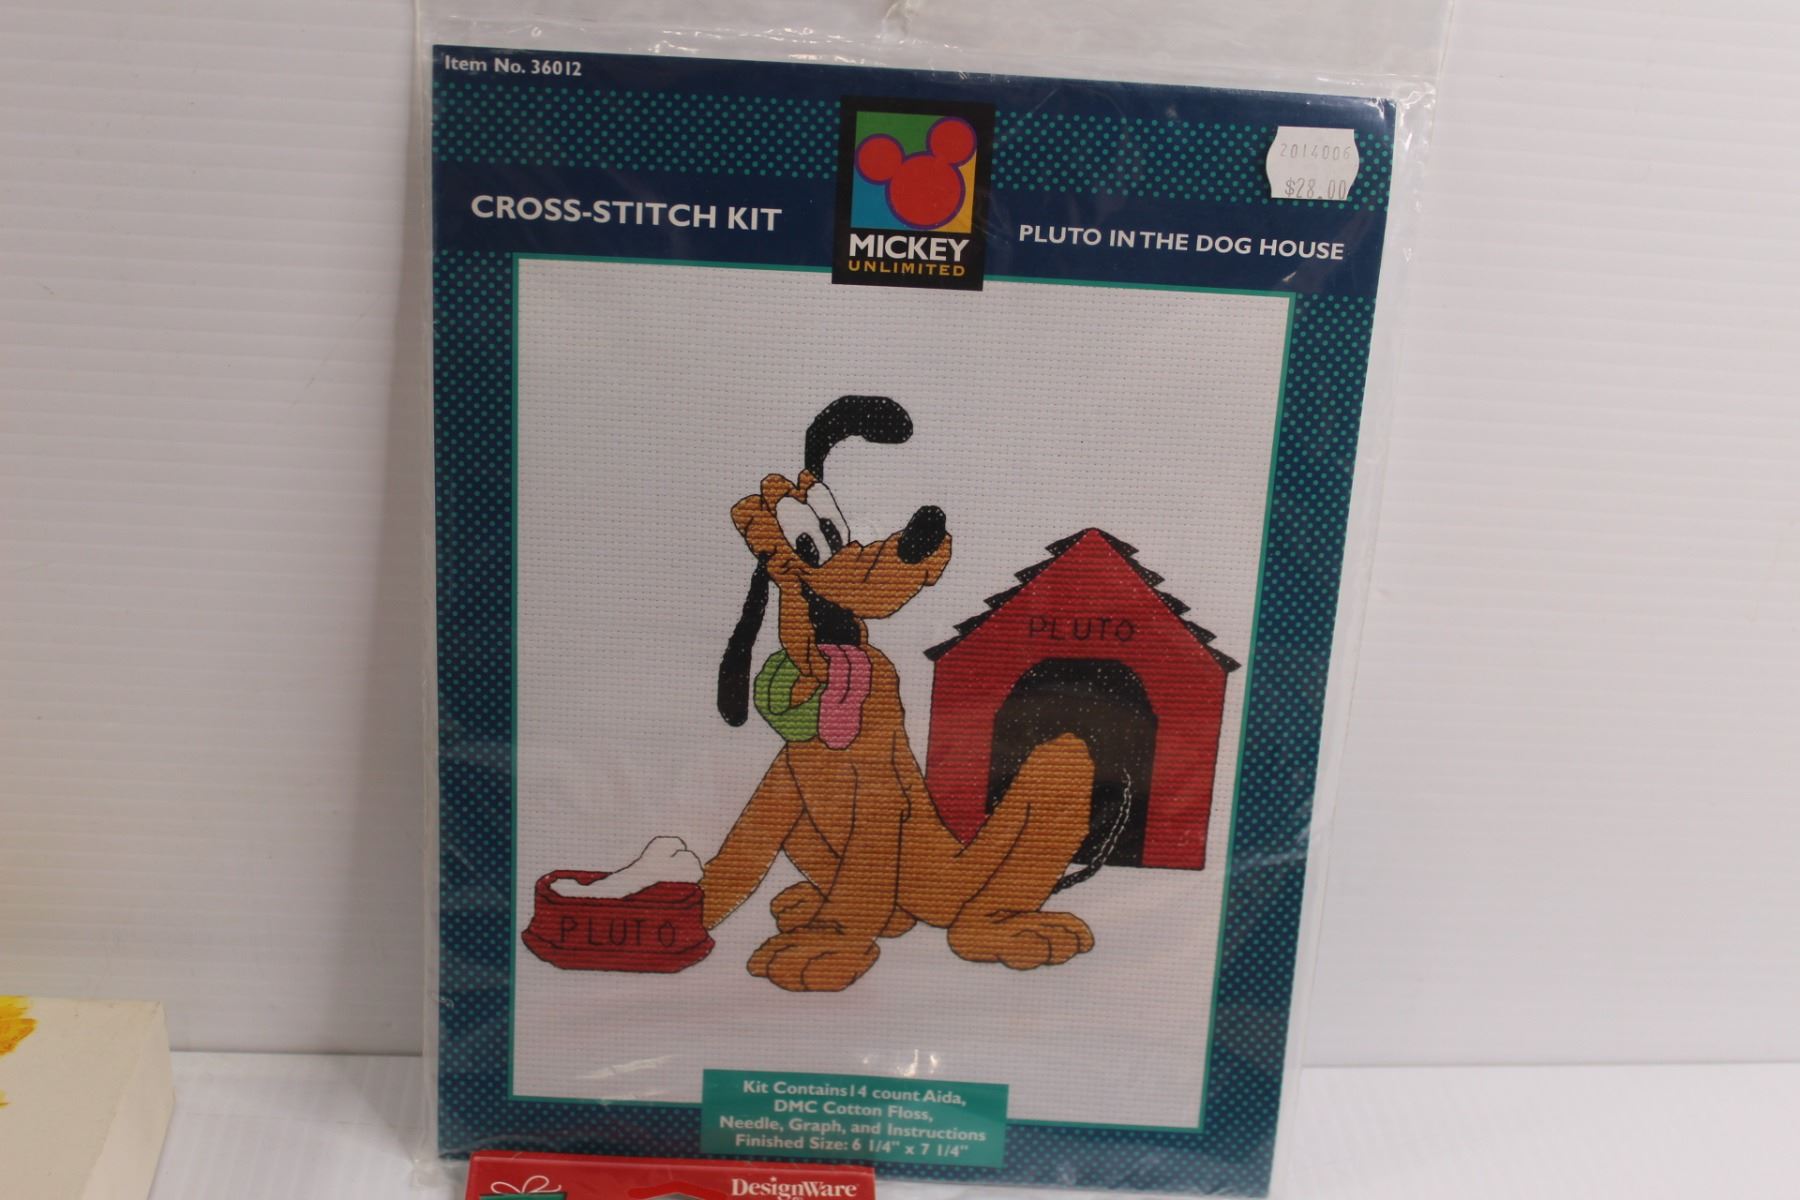 Item No. 36012
2014006
$28.00
CROSS-STITCH KIT
MICKEY
UNLIMITED
PLUTO IN THE DOG HOUSE
PLUTO
PLUTO
Kit Contains 14 count Aida,
DMC Cotton Floss,
Needle, Graph, and Instructions
Finished Size: 6 1/4" x 7 1/4"
DesignWare